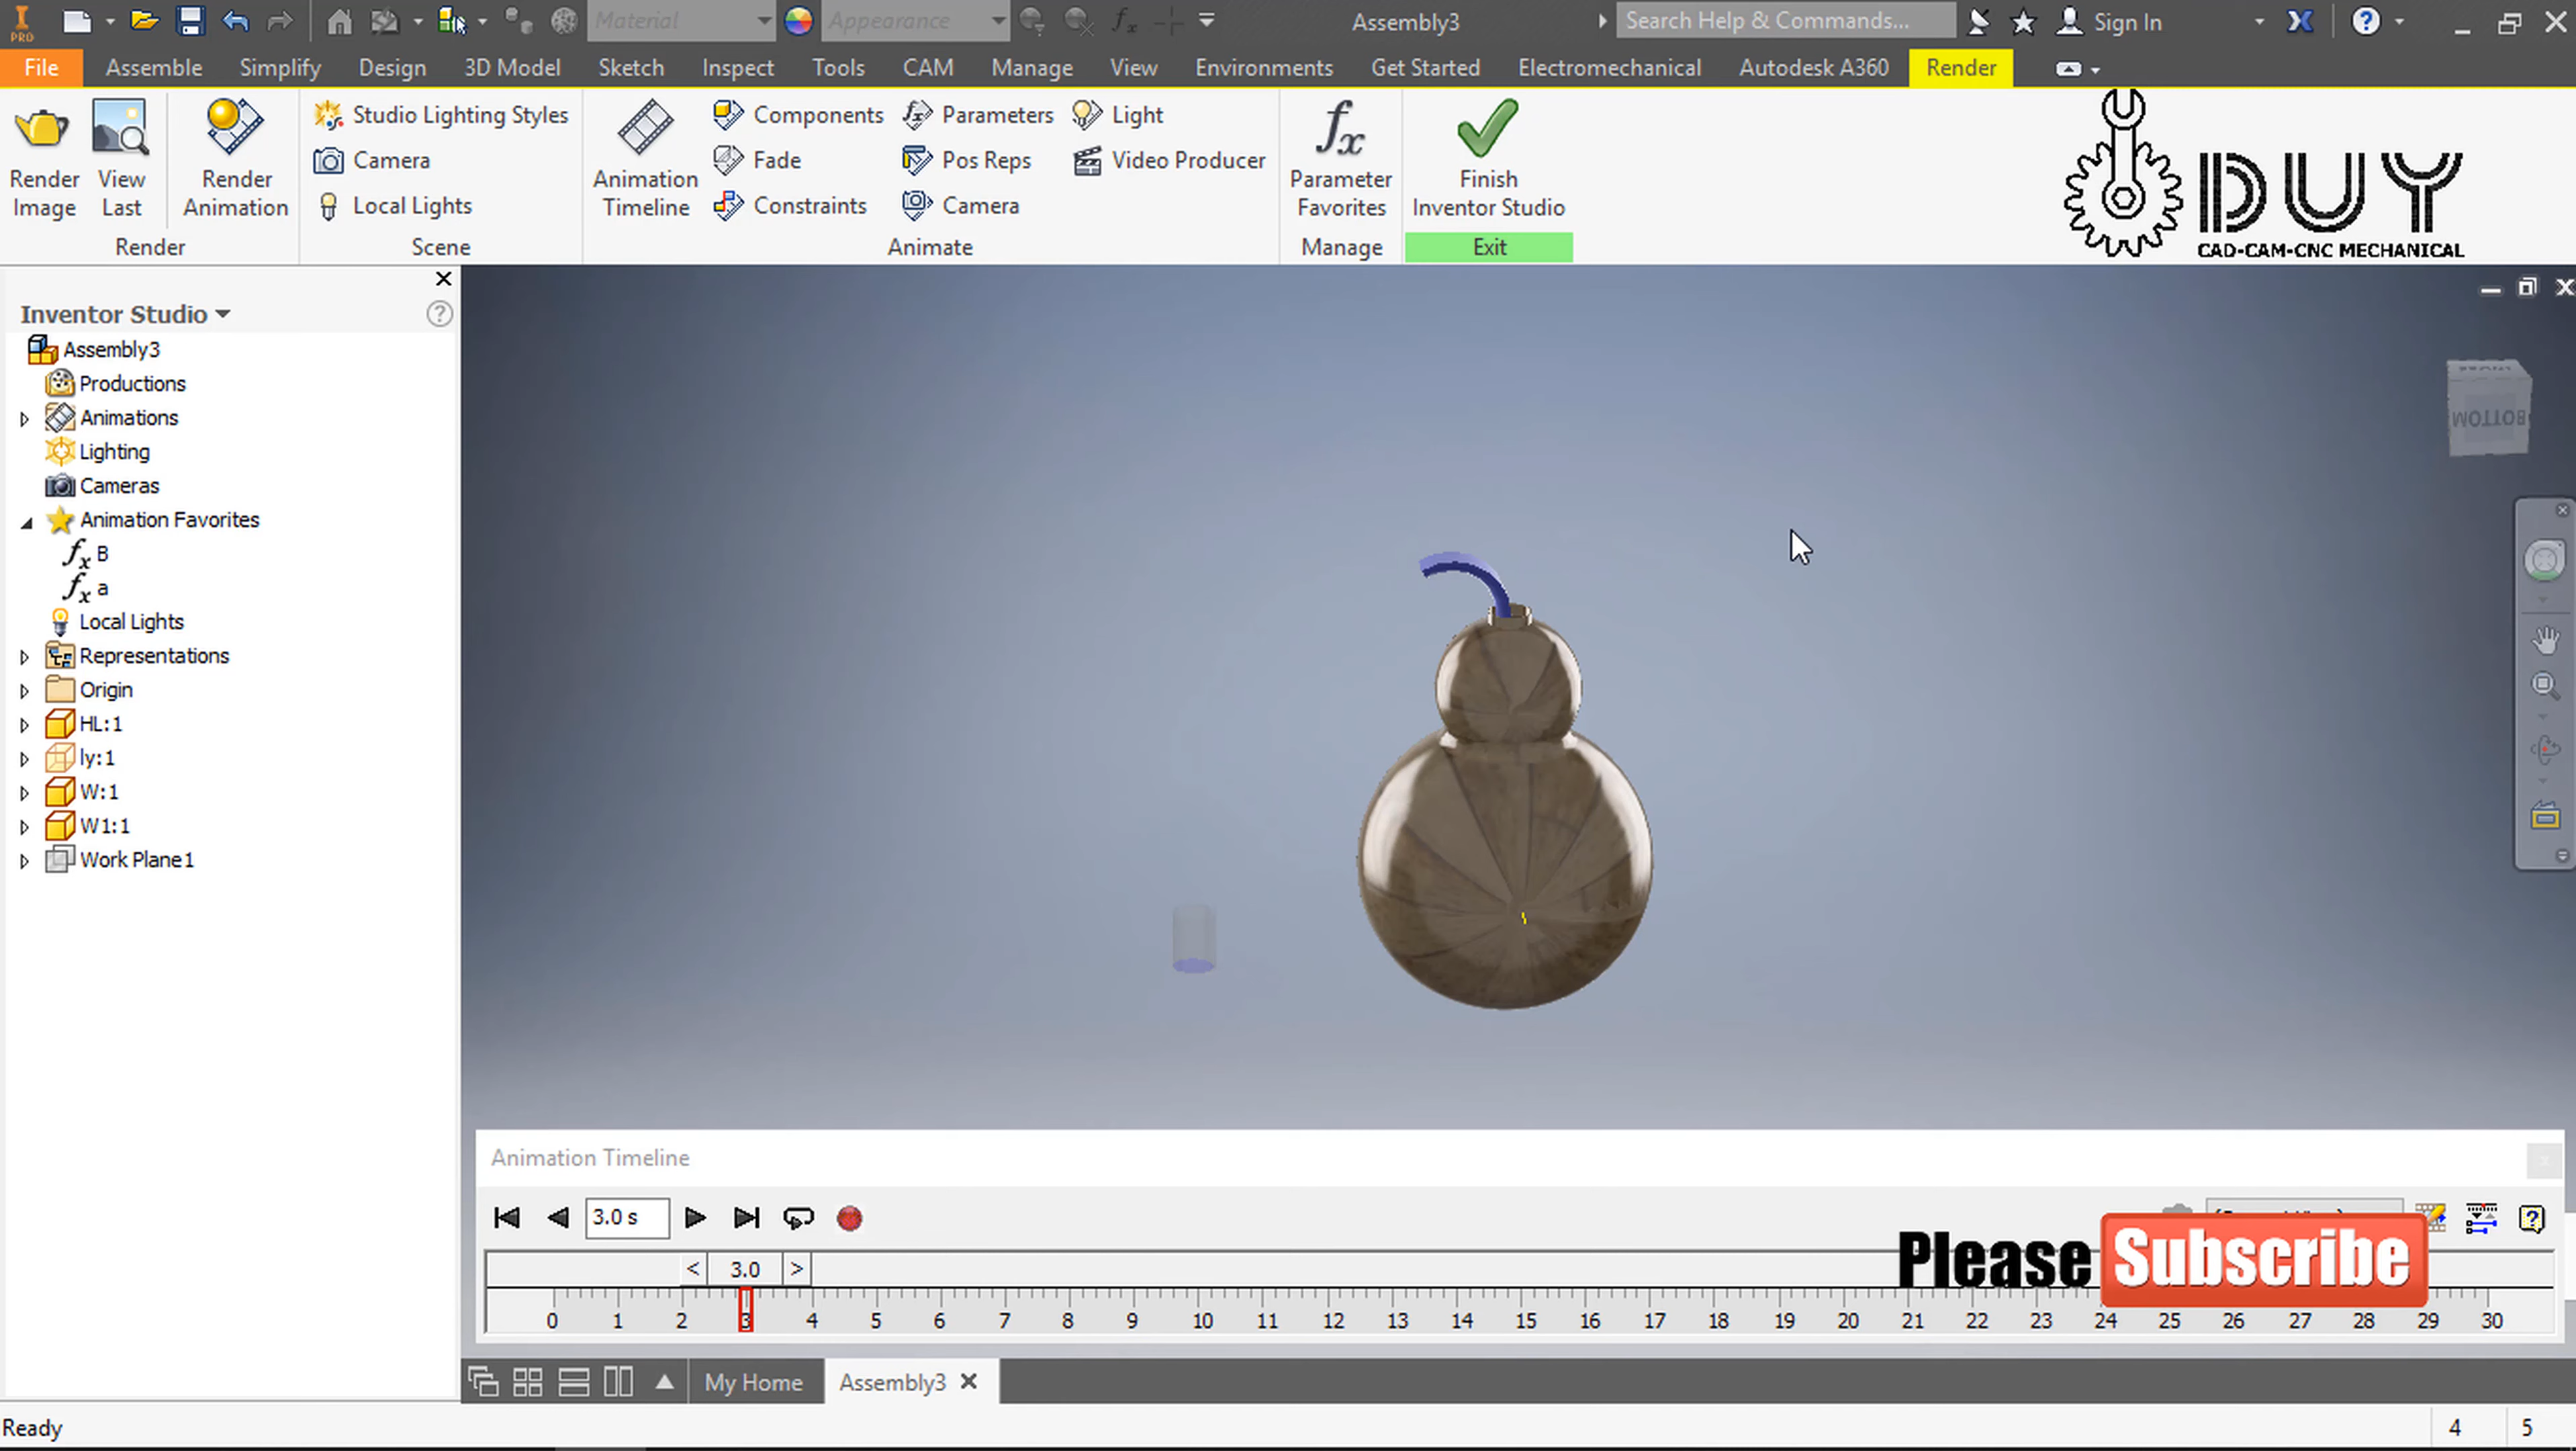 PRO
Material
Appearance
Assembly3
Search Help & Commands...
Sign In
File Assemble Simplify Design 3D Model Sketch Inspect Tools CAM Manage View Environments Get Started Electromechanical Autodesk A360 Render
Render Image
View Last
Render Animation
Render
Studio Lighting Styles
Camera
Local Lights
Scene
Animation Timeline
Components
Fade
Constraints
Parameters
Pos Reps
Camera
Light
Video Producer
Animate
fx
Parameter Favorites
Manage
Finish Inventor Studio
Exit
DUY
CAD-CAM-CNC MECHANICAL
Inventor Studio
Assembly3
Productions
Animations
Lighting
Cameras
Animation Favorites
fx B
fx a
Local Lights
Representations
Origin
HL:1
ly:1
W:1
W1:1
Work Plane1
BOTTOM
Animation Timeline
3.0 s
< 3.0 >
0 1 2 3 4 5 6 7 8 9 10 11 12 13 14 15 16 17 18 19 20 21 22 23 24 25 26 27 28 29 30
Please Subscribe
My Home
Assembly3
Ready
4 5